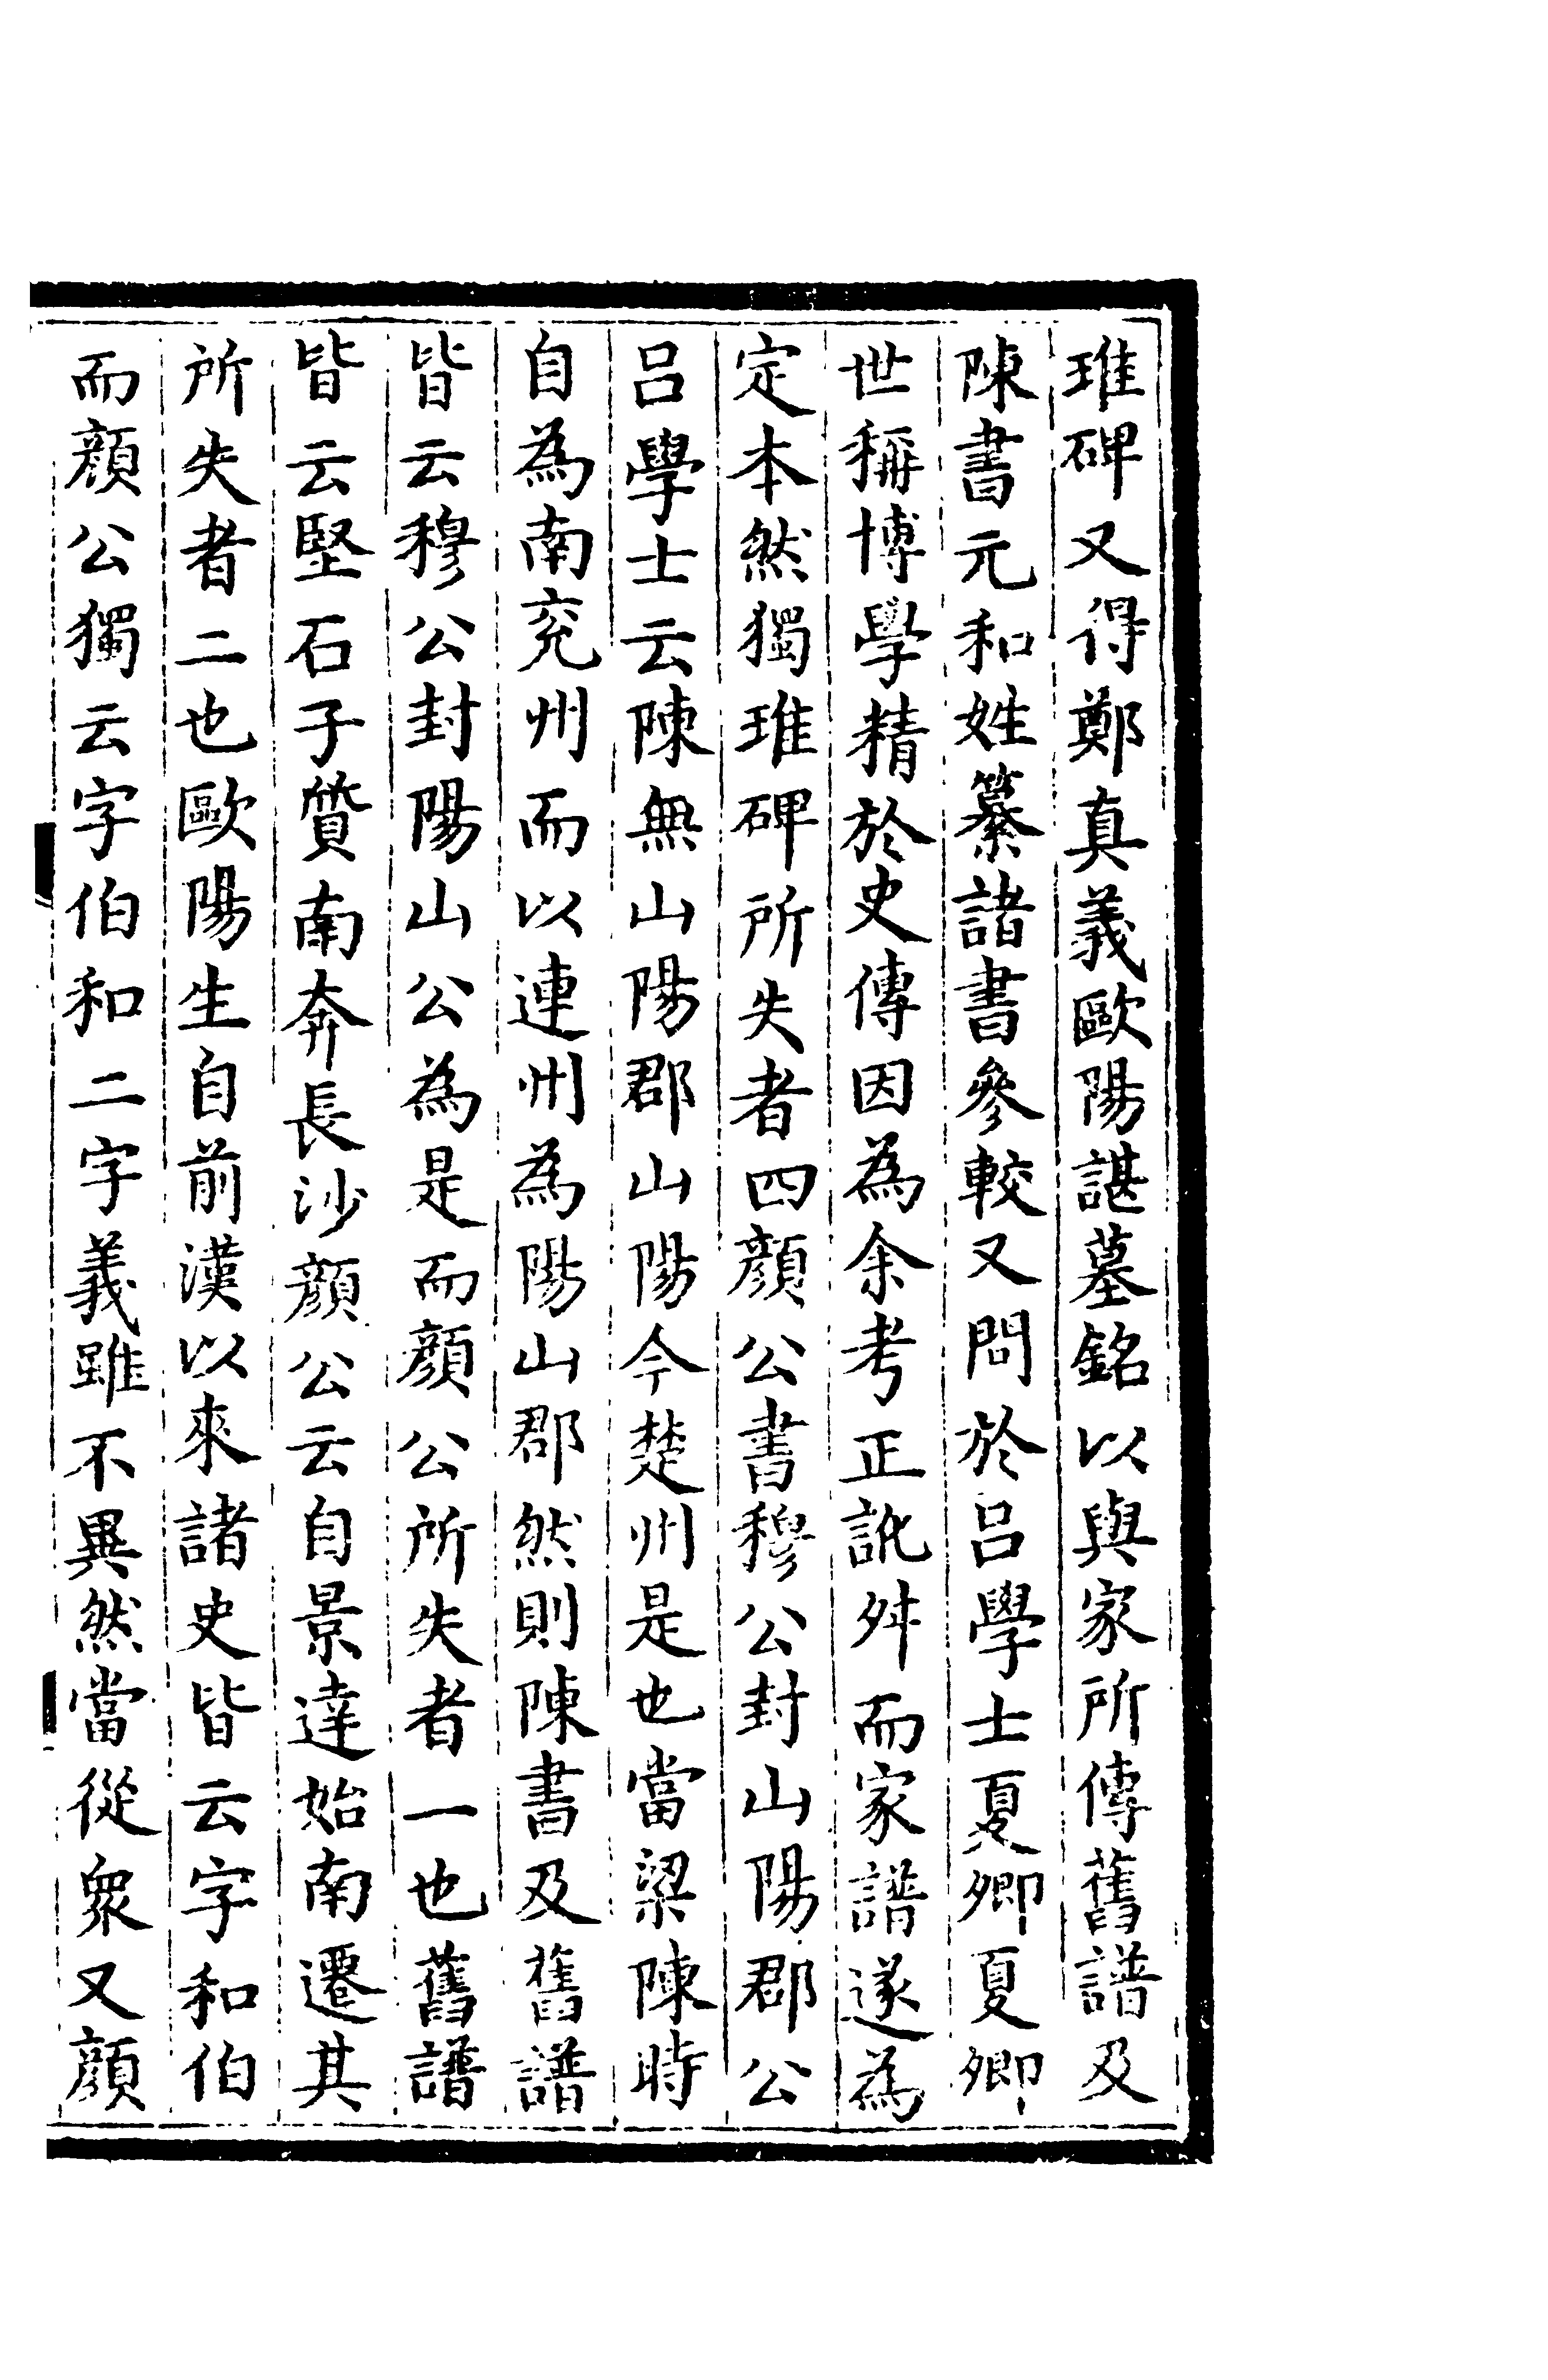 琟碑又得鄭真義歐陽諶墓銘以與家所傳舊譜及
陳書元和姓纂諸書參較又問於呂學士夏卿夏卿
世稱博學精於史傳因為余考正訛舛而家譜遂為
定本然獨琟碑所失者四顔公書穆公封山陽郡公
呂學士云陳無山陽郡山陽今楚州是也當梁陳時
自為南兖州而以連州為陽山郡然則陳書及舊譜
皆云穆公封陽山公為是而顔公所失者一也舊譜
皆云堅石子質南奔長沙顔公云自景達始南遷其
所失者二也歐陽生自前漢以來諸史皆云字和伯
而顔公獨云字伯和二字義雖不異然當從衆又顔